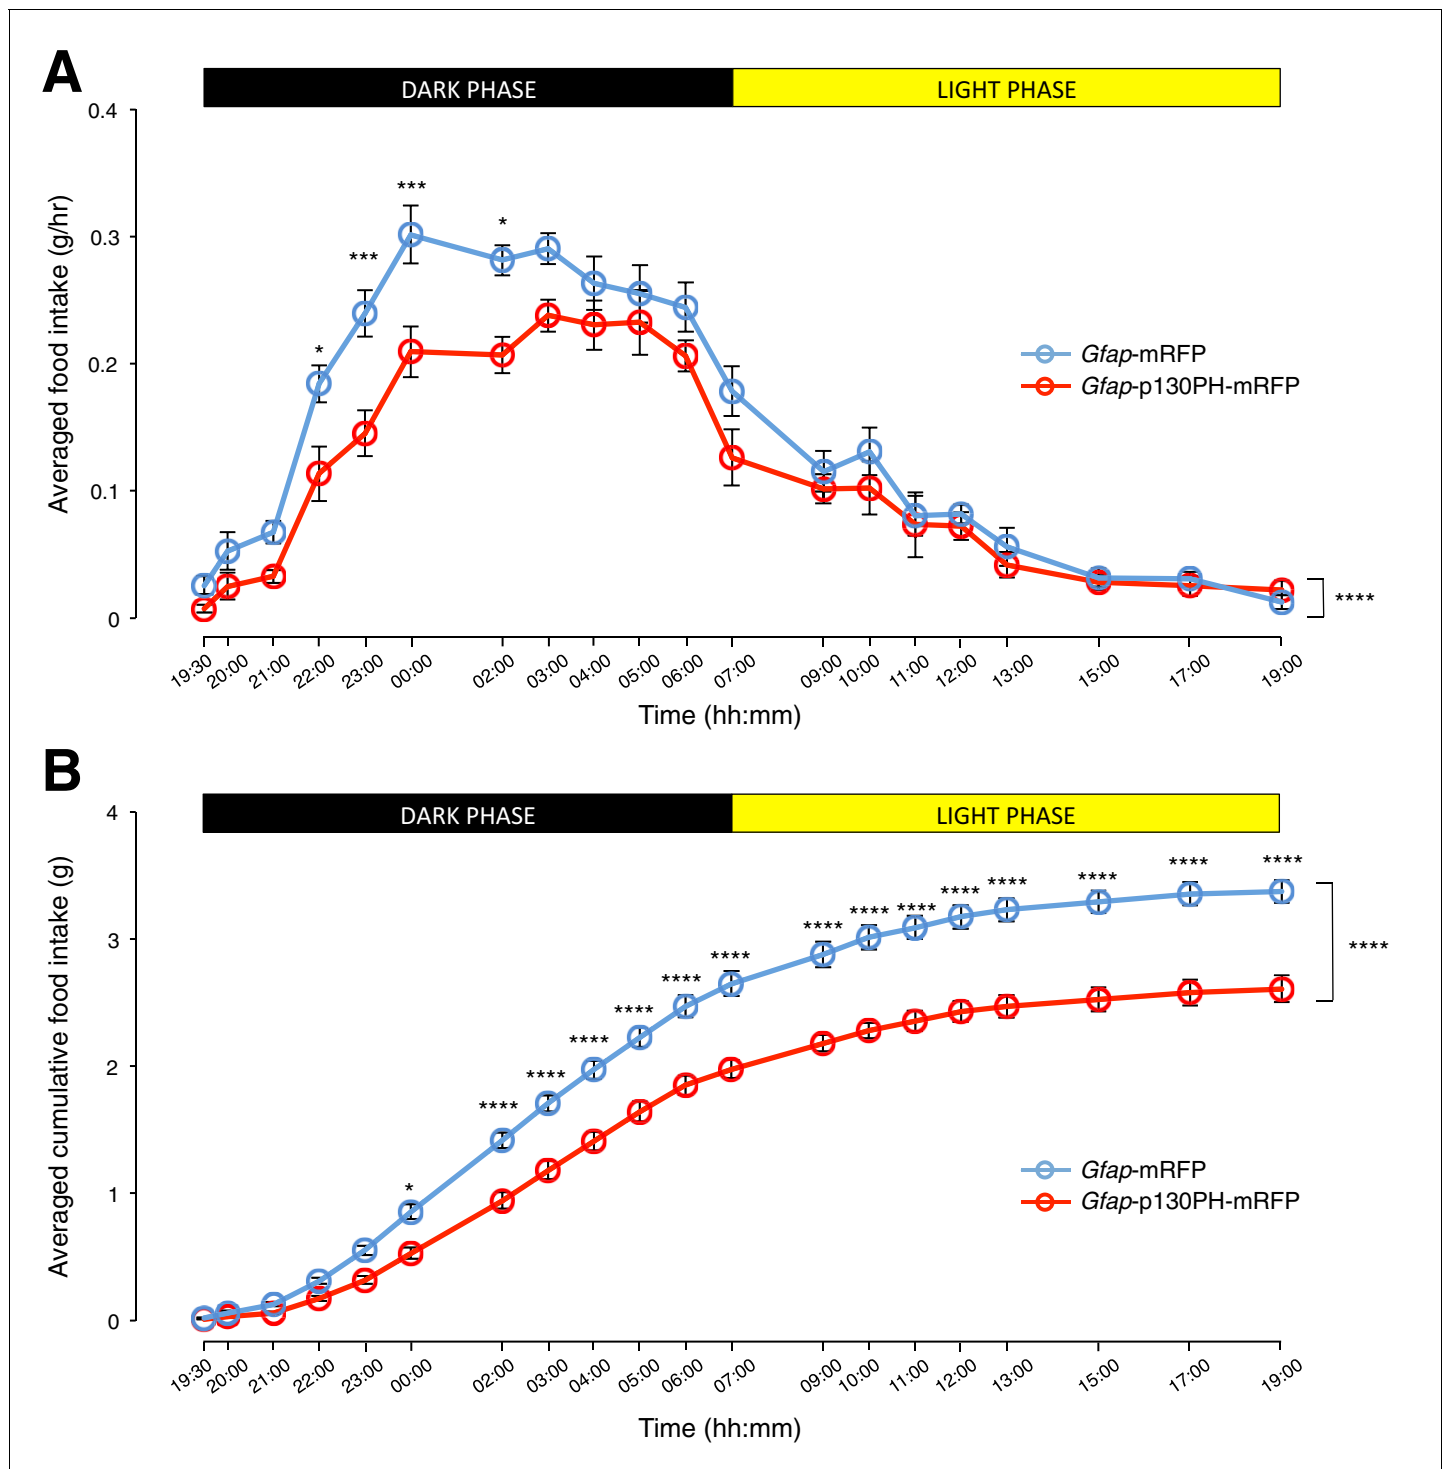 A
DARK PHASE LIGHT PHASE
0.4
0.3
0.2
0.1
0
Averaged food intake (g/hr)
***
*
***
*
Gfap-mRFP
Gfap-p130PH-mRFP
****
19:30 20:00 21:00 22:00 23:00 00:00 02:00 03:00 04:00 05:00 06:00 07:00 09:00 10:00 11:00 12:00 13:00 15:00 17:00 19:00
Time (hh:mm)
B
DARK PHASE LIGHT PHASE
4
3
2
1
0
Averaged cumulative food intake (g)
* **** **** **** **** **** **** **** **** **** **** **** **** **** ****
****
Gfap-mRFP
Gfap-p130PH-mRFP
19:30 20:00 21:00 22:00 23:00 00:00 02:00 03:00 04:00 05:00 06:00 07:00 09:00 10:00 11:00 12:00 13:00 15:00 17:00 19:00
Time (hh:mm)